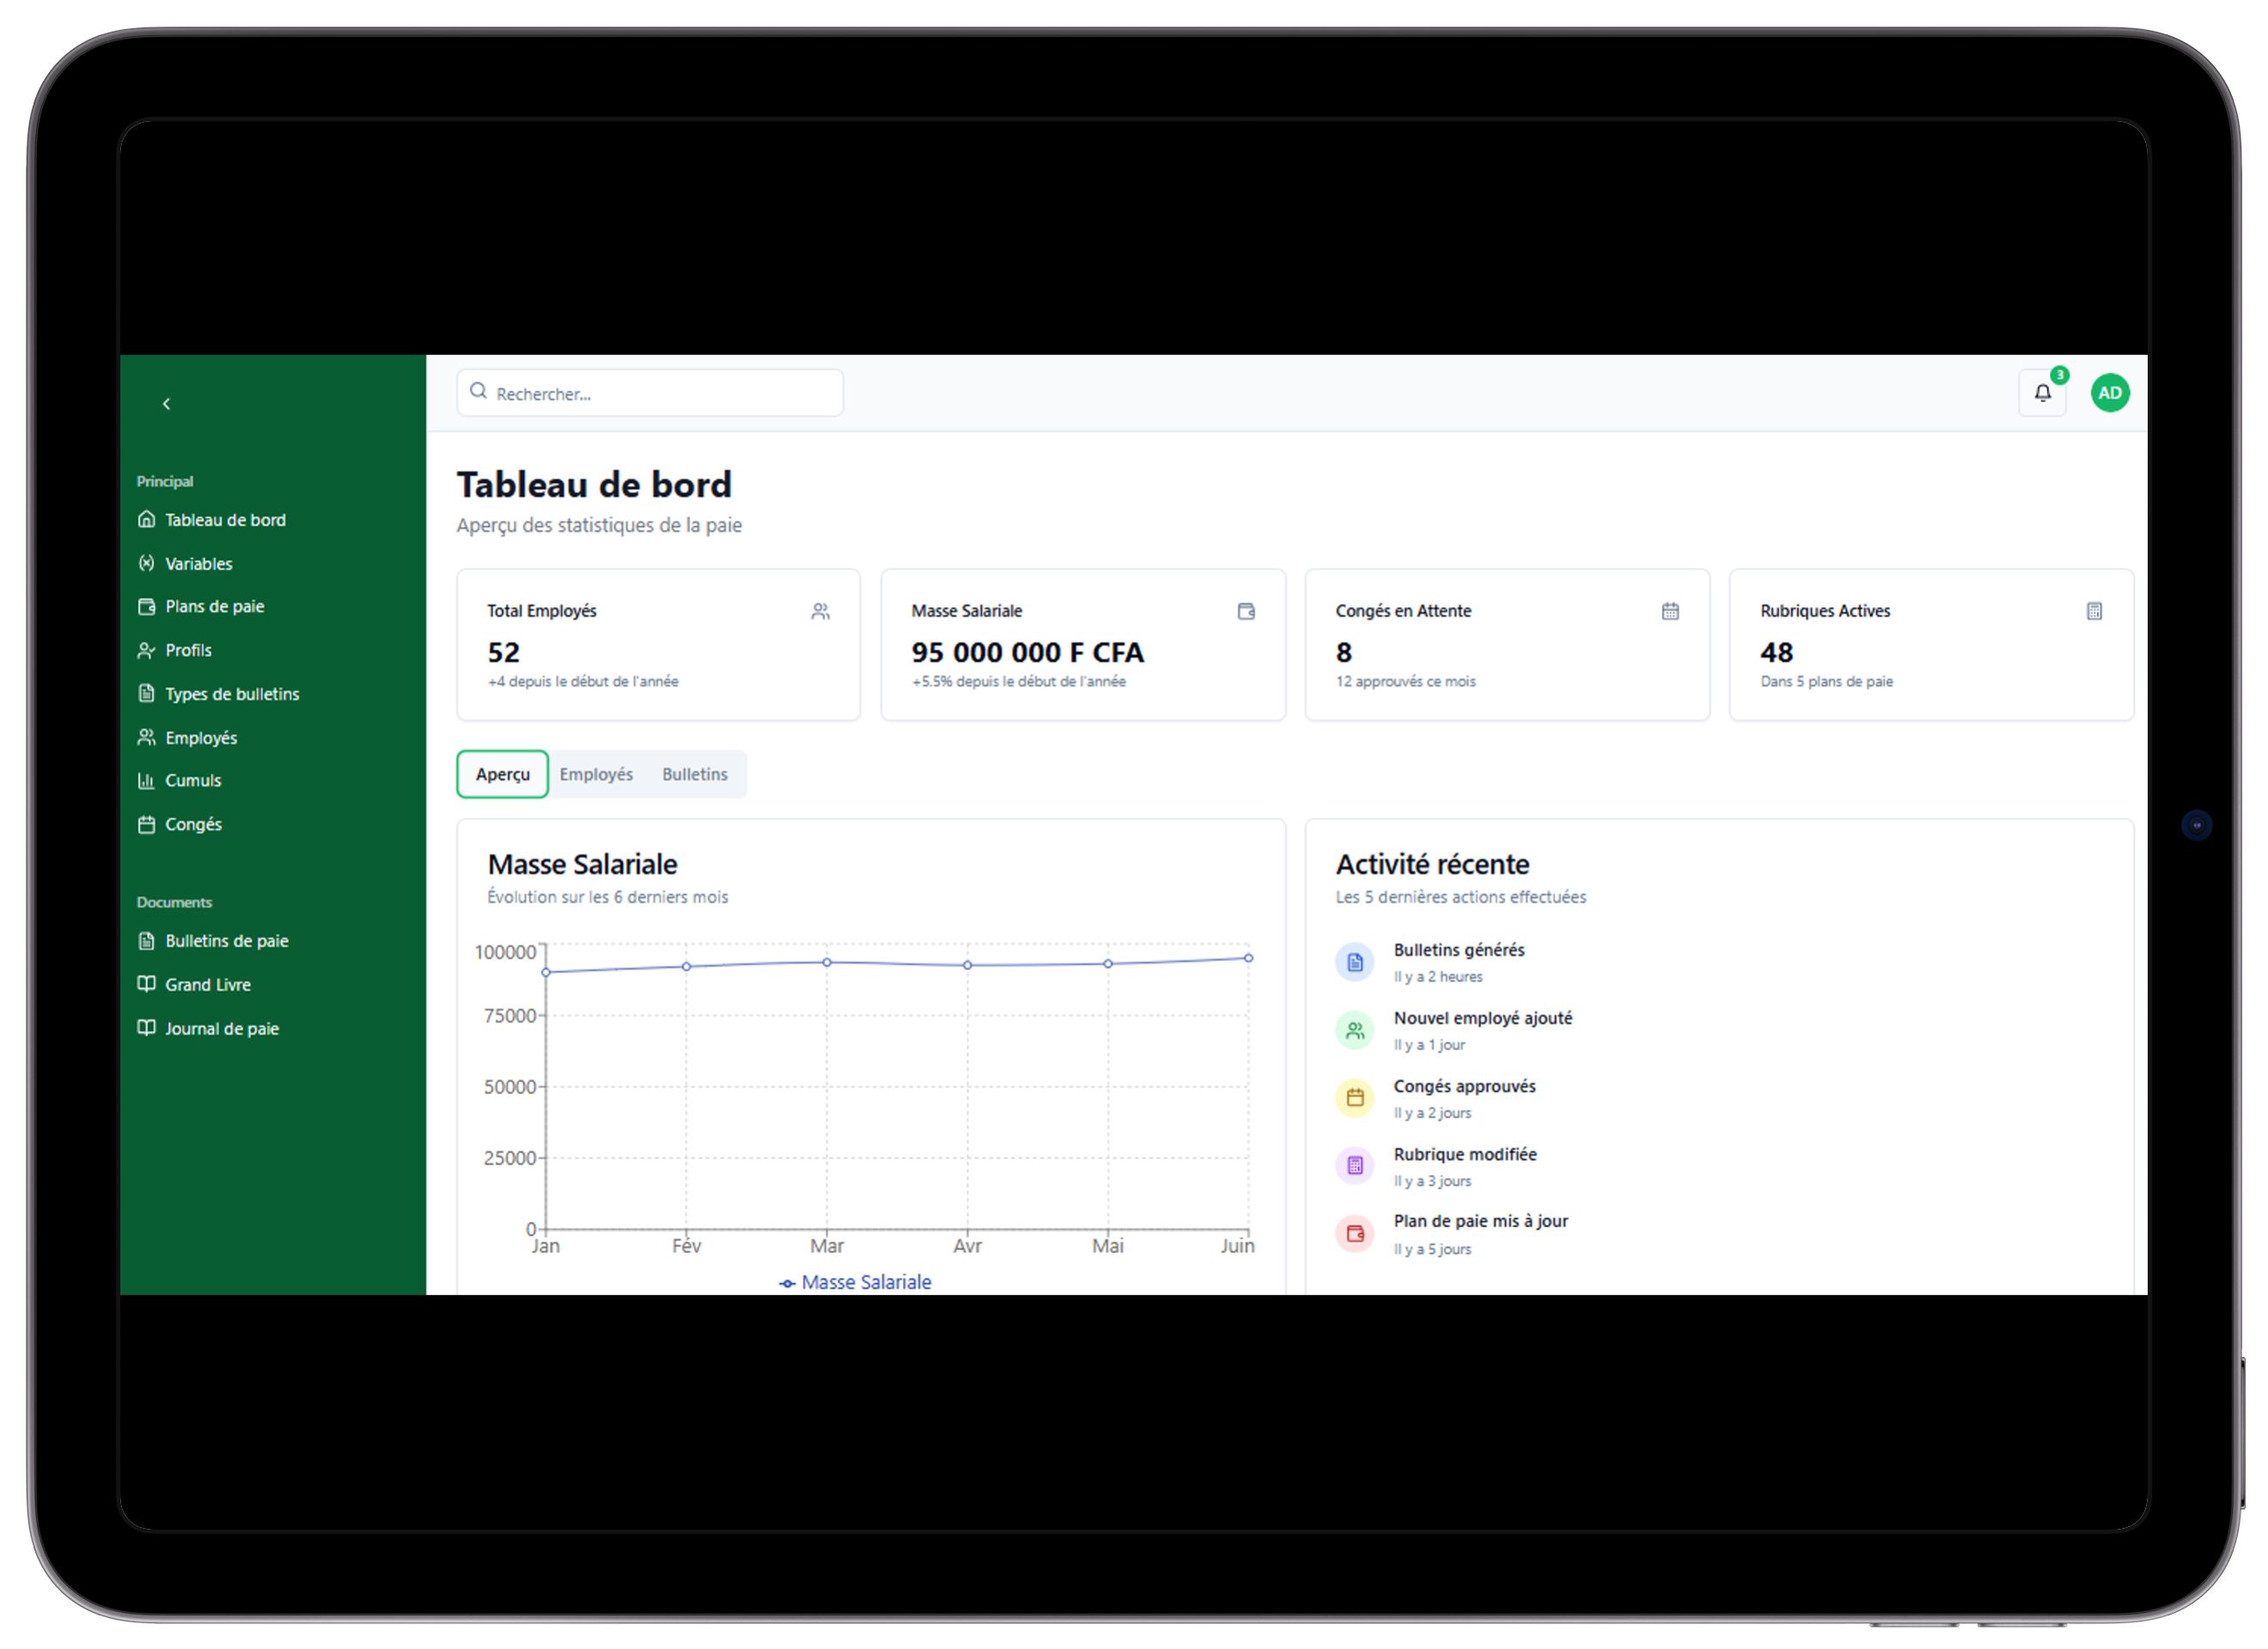 Rechercher...
3
AD
Principal
Tableau de bord
Variables
Plans de paie
Profils
Types de bulletins
Employés
Cumuls
Congés
Documents
Bulletins de paie
Grand Livre
Journal de paie
Tableau de bord
Aperçu des statistiques de la paie
Total Employés
52
+4 depuis le début de l'année
Masse Salariale
95 000 000 F CFA
+5.5% depuis le début de l'année
Congés en Attente
8
12 approuvés ce mois
Rubriques Actives
48
Dans 5 plans de paie
Aperçu Employés Bulletins
Masse Salariale
Évolution sur les 6 derniers mois
100000
75000
50000
25000
0
Jan Fév Mar Avr Mai Juin
Masse Salariale
Activité récente
Les 5 dernières actions effectuées
Bulletins générés
Il y a 2 heures
Nouvel employé ajouté
Il y a 1 jour
Congés approuvés
Il y a 2 jours
Rubrique modifiée
Il y a 3 jours
Plan de paie mis à jour
Il y a 5 jours